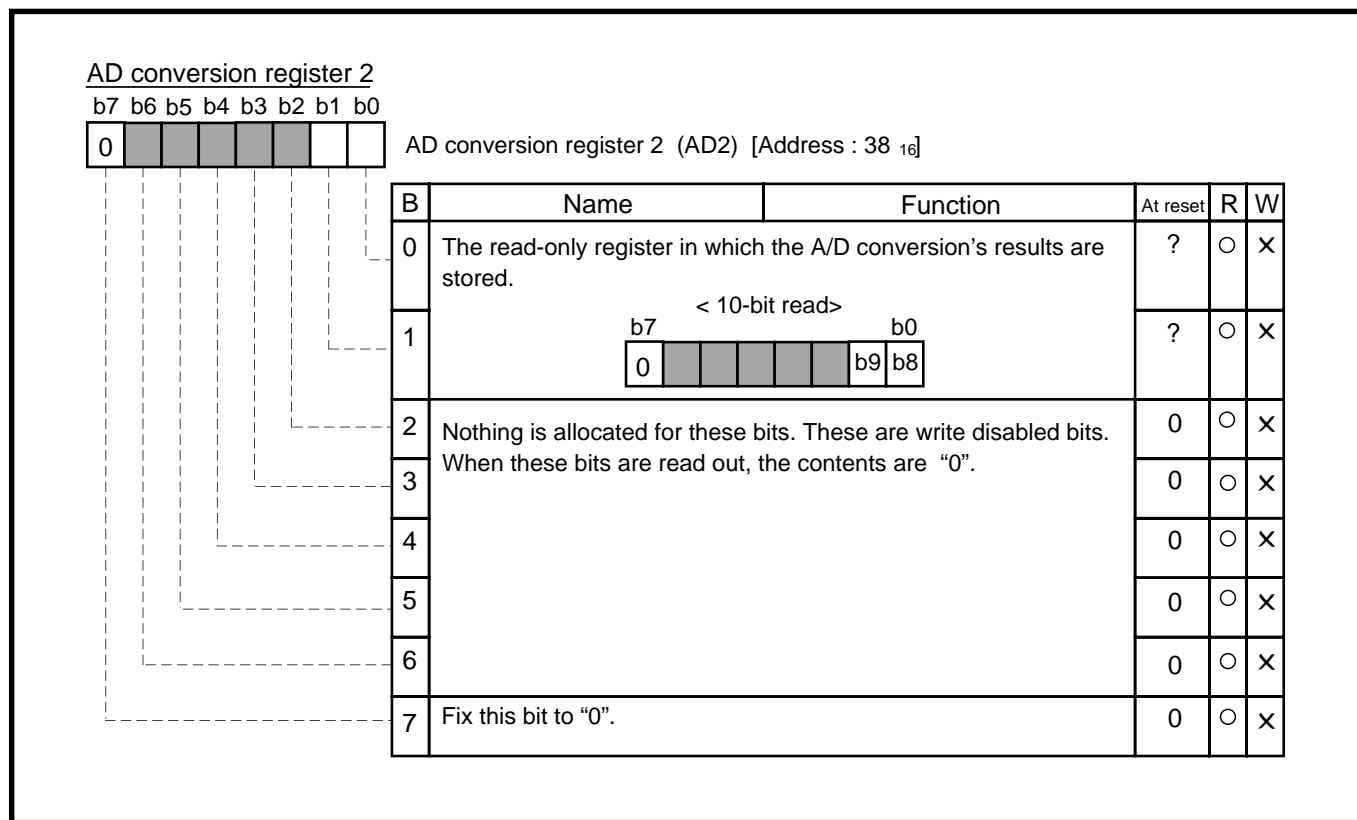 AD conversion register 2
b7 b6 b5 b4 b3 b2 b1 b0
0
AD conversion register 2 (AD2) [Address : 38 16]
B Name Function At reset R W
0 The read-only register in which the A/D conversion’s results are ? ○ ×
stored.
< 10-bit read>
b7 b0
1 ? ○ ×
0 b9 b8
2 Nothing is allocated for these bits. These are write disabled bits. 0 ○ ×
When these bits are read out, the contents are “0”.
3 0 ○ ×
4 0 ○ ×
5 0 ○ ×
6 0 ○ ×
7 Fix this bit to “0”. 0 ○ ×